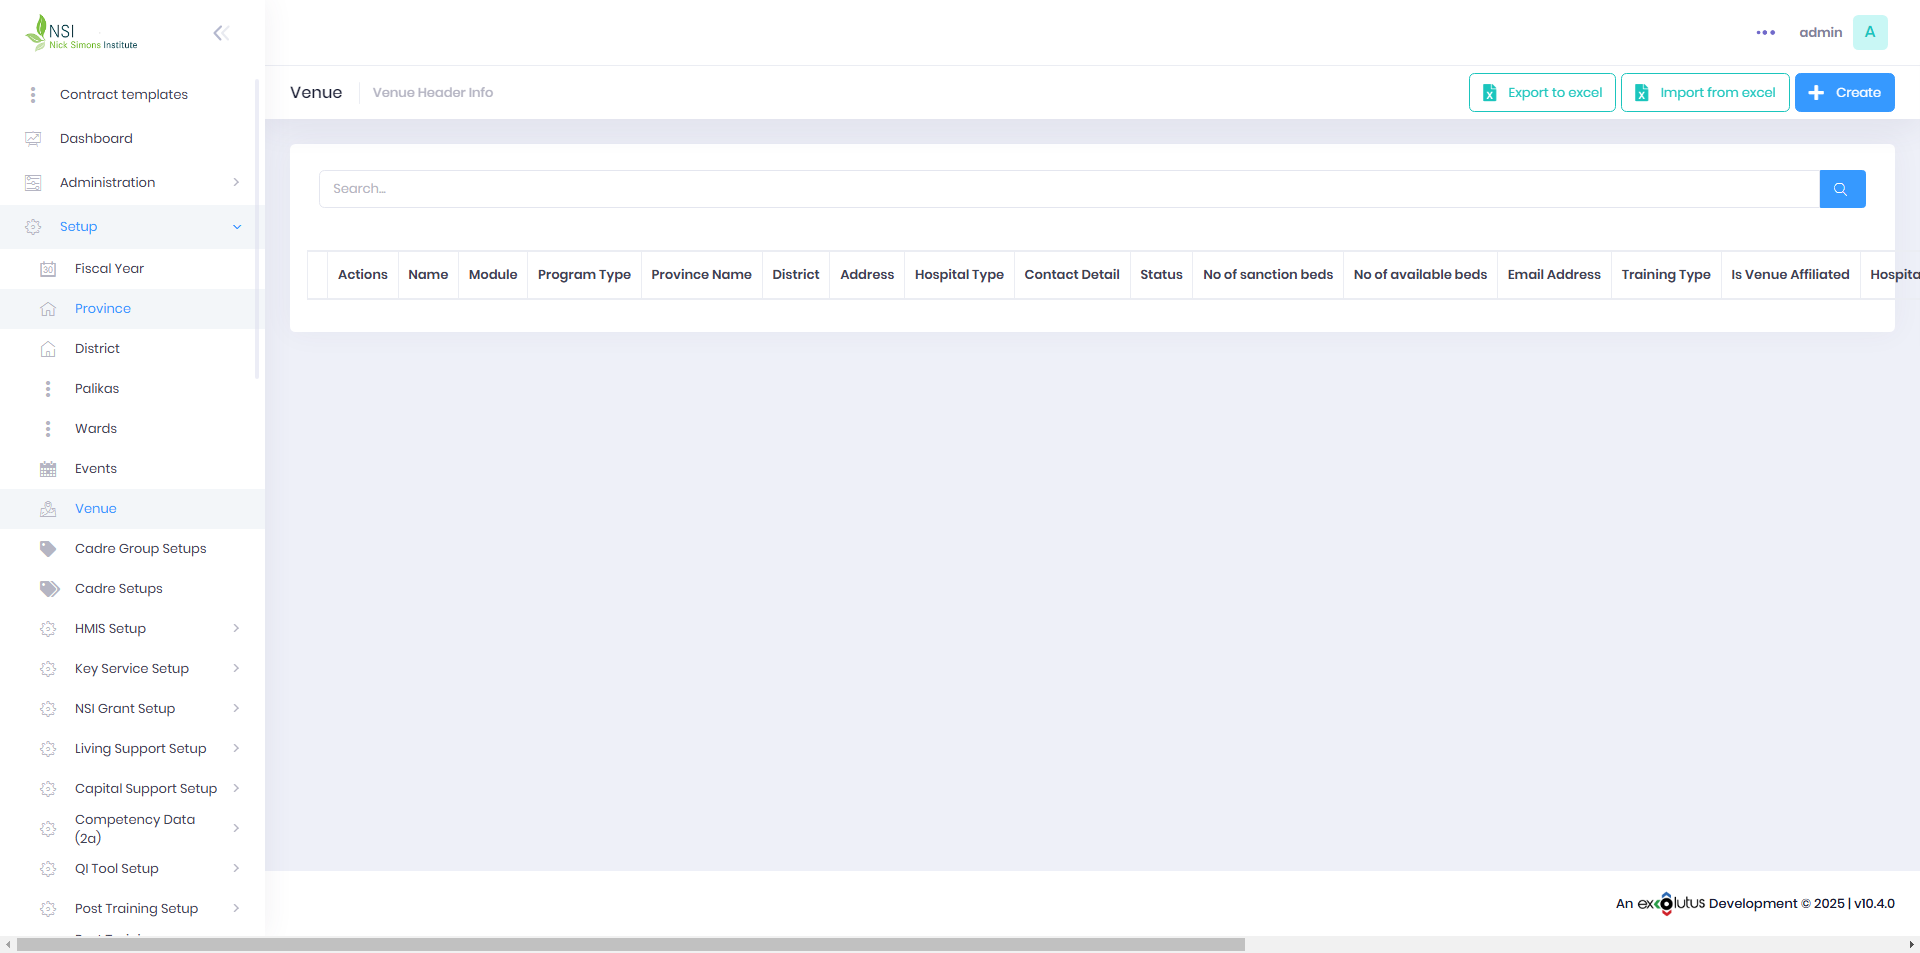 NSI
Nick Simons Institute
Contract templates
Dashboard
Administration
Setup
Fiscal Year
Province
District
Palikas
Wards
Events
Venue
Cadre Group Setups
Cadre Setups
HMIS Setup
Key Service Setup
NSI Grant Setup
Living Support Setup
Capital Support Setup
Competency Data
(2a)
QI Tool Setup
Post Training Setup
admin A
Venue Venue Header Info Export to excel Import from excel Create
Search...
Actions Name Module Program Type Province Name District Address Hospital Type Contact Detail Status No of sanction beds No of available beds Email Address Training Type Is Venue Affiliated Hospita
An exolutus Development © 2025 | v10.4.0